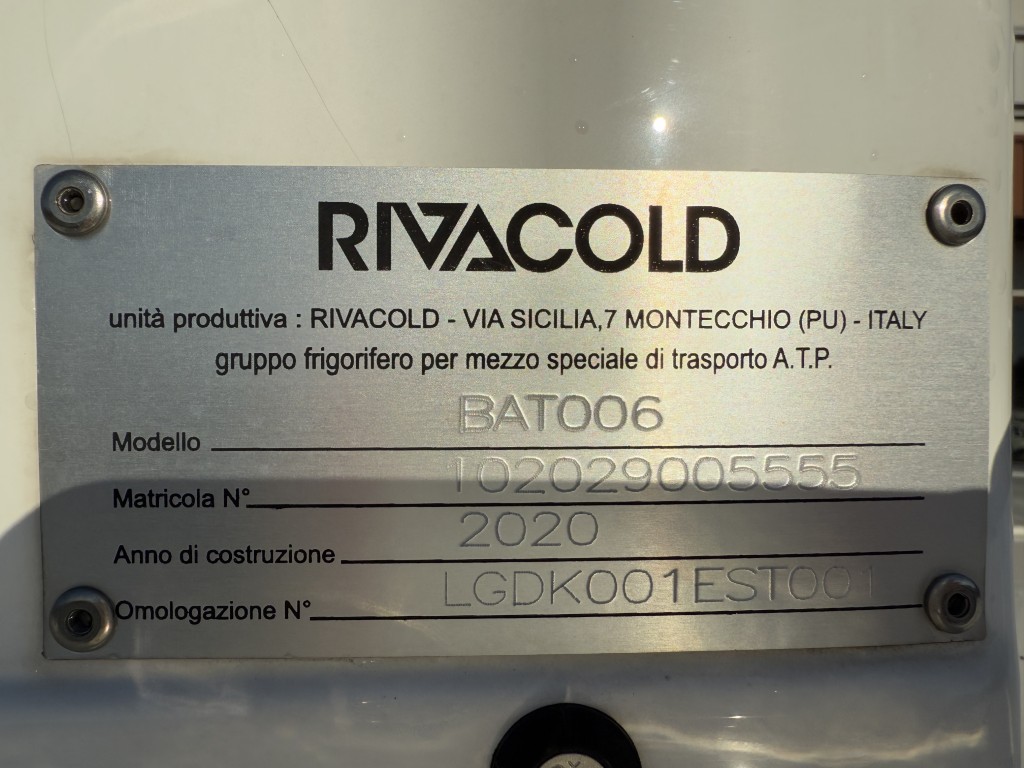 RIVACOLD
unità produttiva : RIVACOLD - VIA SICILIA,7 MONTECCHIO (PU) - ITALY
gruppo frigorifero per mezzo speciale di trasporto A.T.P.
Modello BAT006
Matricola N° 102029005555
Anno di costruzione 2020
Omologazione N° LGDK001EST001